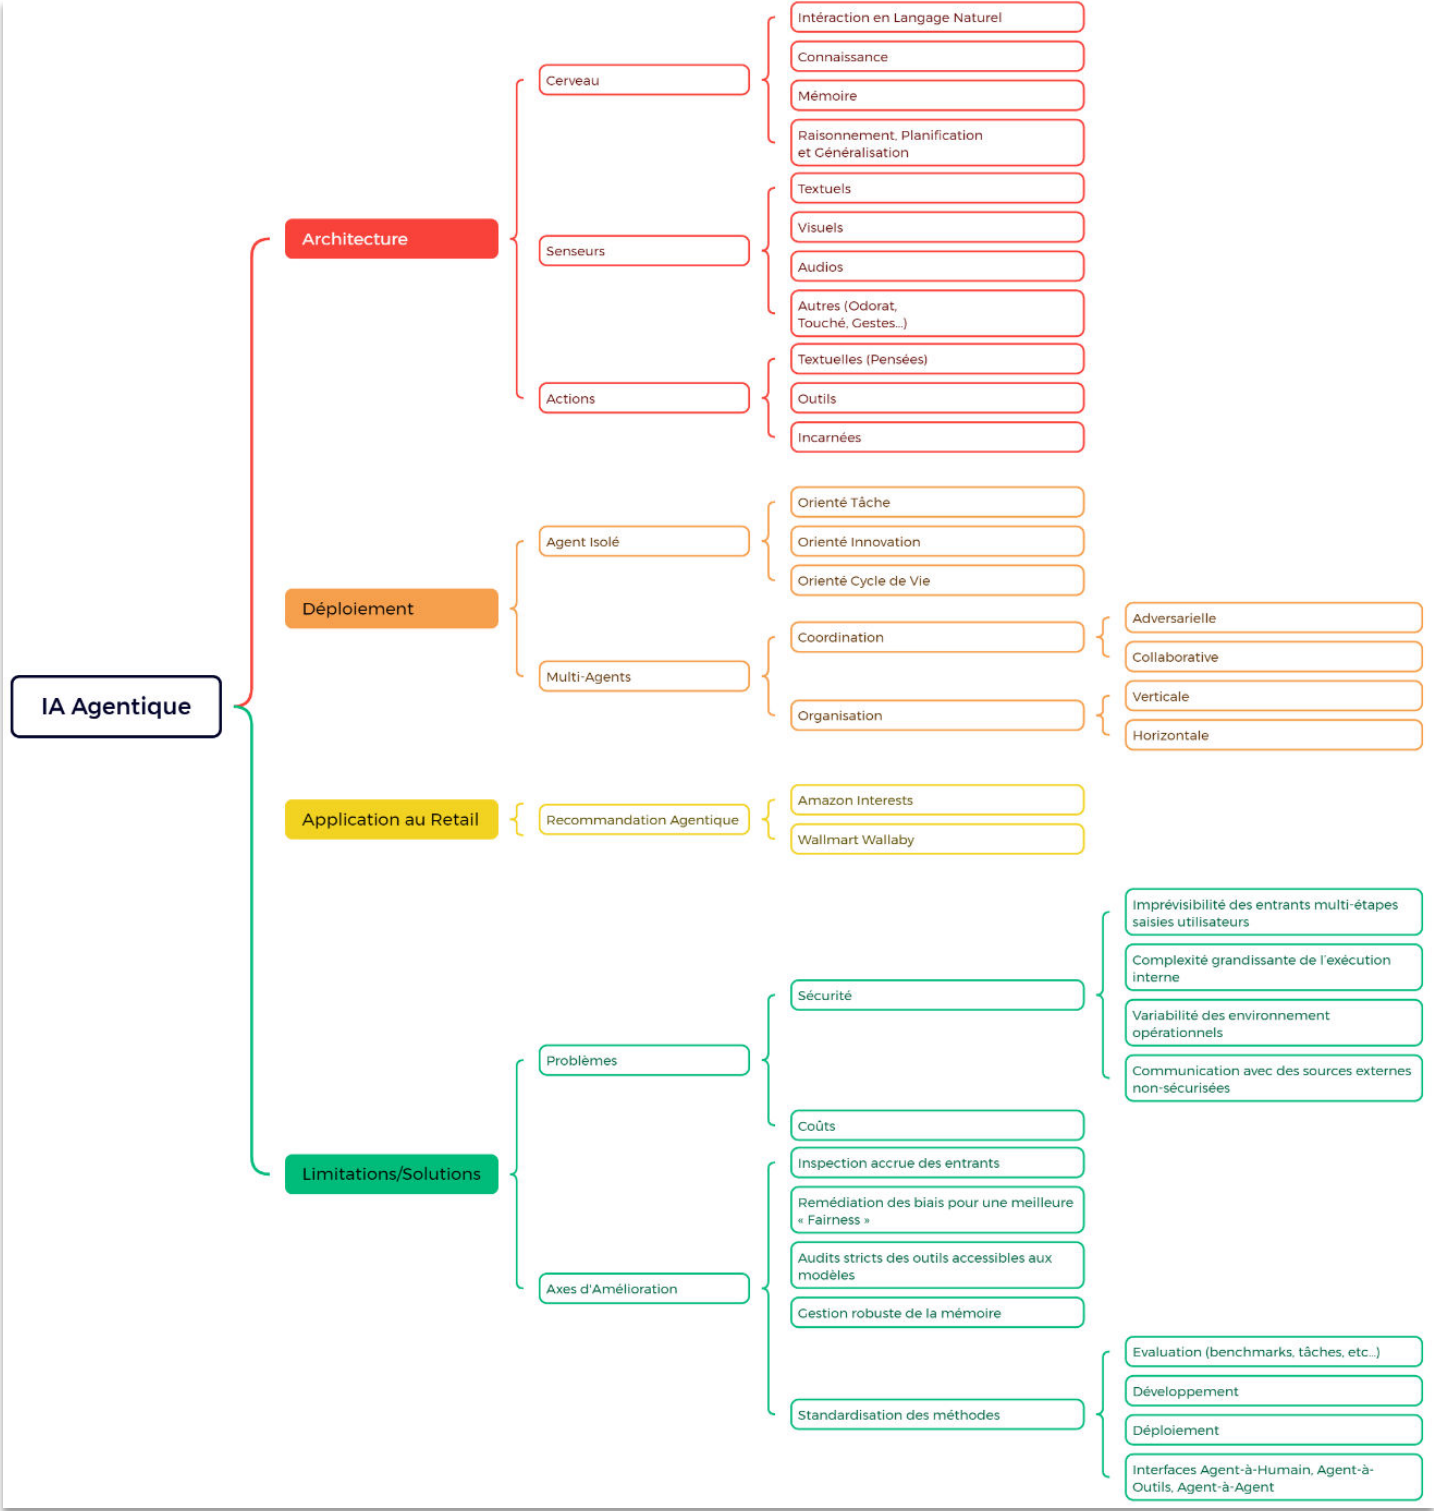 IA Agentique
Architecture
Cerveau
Intéraction en Langage Naturel
Connaissance
Mémoire
Raisonnement, Planification
et Généralisation
Senseurs
Textuels
Visuels
Audios
Autres (Odorat,
Touché, Gestes...)
Actions
Textuelles (Pensées)
Outils
Incarnées
Déploiement
Agent Isolé
Orienté Tâche
Orienté Innovation
Orienté Cycle de Vie
Multi-Agents
Coordination
Adversarielle
Collaborative
Organisation
Verticale
Horizontale
Application au Retail
Recommandation Agentique
Amazon Interests
Wallmart Wallaby
Limitations/Solutions
Problèmes
Sécurité
Imprévisibilité des entrants multi-étapes
saisies utilisateurs
Complexité grandissante de l'exécution
interne
Variabilité des environnement
opérationnels
Communication avec des sources externes
non-sécurisées
Coûts
Axes d'Amélioration
Inspection accrue des entrants
Remédiation des biais pour une meilleure
« Fairness »
Audits stricts des outils accessibles aux
modèles
Gestion robuste de la mémoire
Standardisation des méthodes
Evaluation (benchmarks, tâches, etc...)
Développement
Déploiement
Interfaces Agent-à-Humain, Agent-à-
Outils, Agent-à-Agent